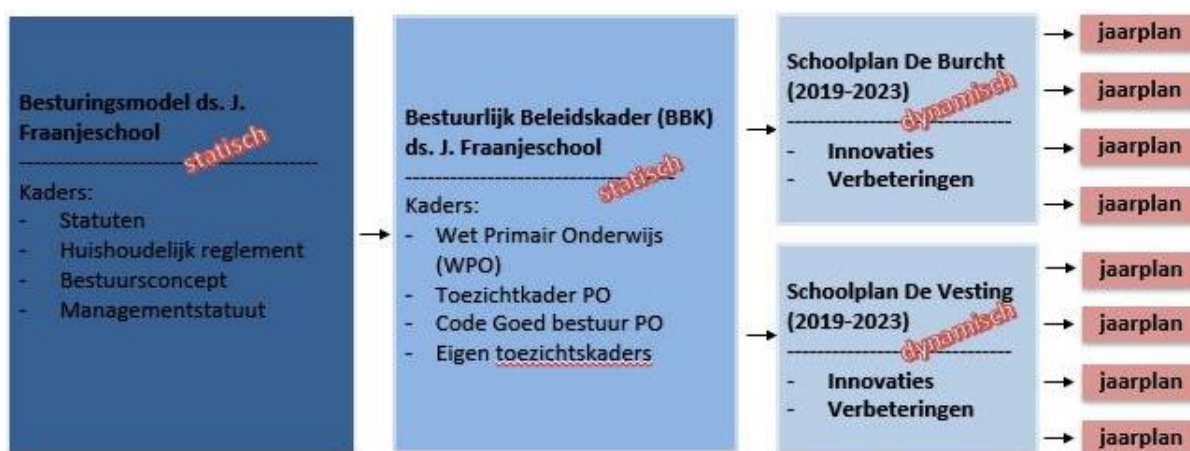 Besturingsmodel ds. J.
Fraanjeschool
statisch
Kaders:
- Statuten
- Huishoudelijk reglement
- Bestuursconcept
- Managementstatuut
Bestuurlijk Beleidskader (BBK)
ds. J. Fraanjeschool
statisch
Kaders:
- Wet Primair Onderwijs
(WPO)
- Toezichtkader PO
- Code Goed bestuur PO
- Eigen toezichtskaders
Schoolplan De Burcht
(2019-2023)
dynamisch
- Innovaties
- Verbeteringen
jaarplan
jaarplan
jaarplan
jaarplan
Schoolplan De Vesting
(2019-2023)
dynamisch
- Innovaties
- Verbeteringen
jaarplan
jaarplan
jaarplan
jaarplan